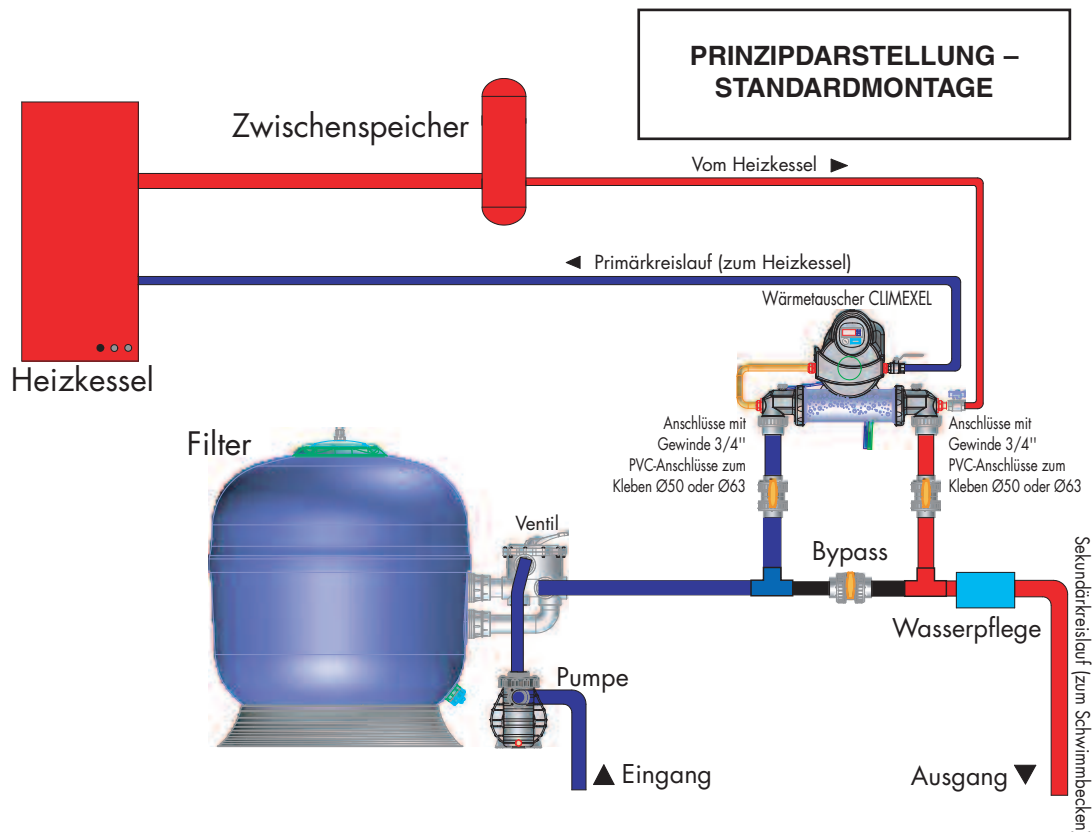 PRINZIPDARSTELLUNG –
STANDARDMONTAGE
Zwischenspeicher
Vom Heizkessel ►
◄ Primärkreislauf (zum Heizkessel)
Wärmetauscher CLIMEXEL
Heizkessel
Anschlüsse mit
Gewinde 3/4''
PVC-Anschlüsse zum
Kleben Ø50 oder Ø63
Anschlüsse mit
Gewinde 3/4''
PVC-Anschlüsse zum
Kleben Ø50 oder Ø63
Filter
Ventil
Bypass
Wasserpflege
Pumpe
▲ Eingang
Ausgang ▼
Sekundärkreislauf (zum Schwimmbecken)